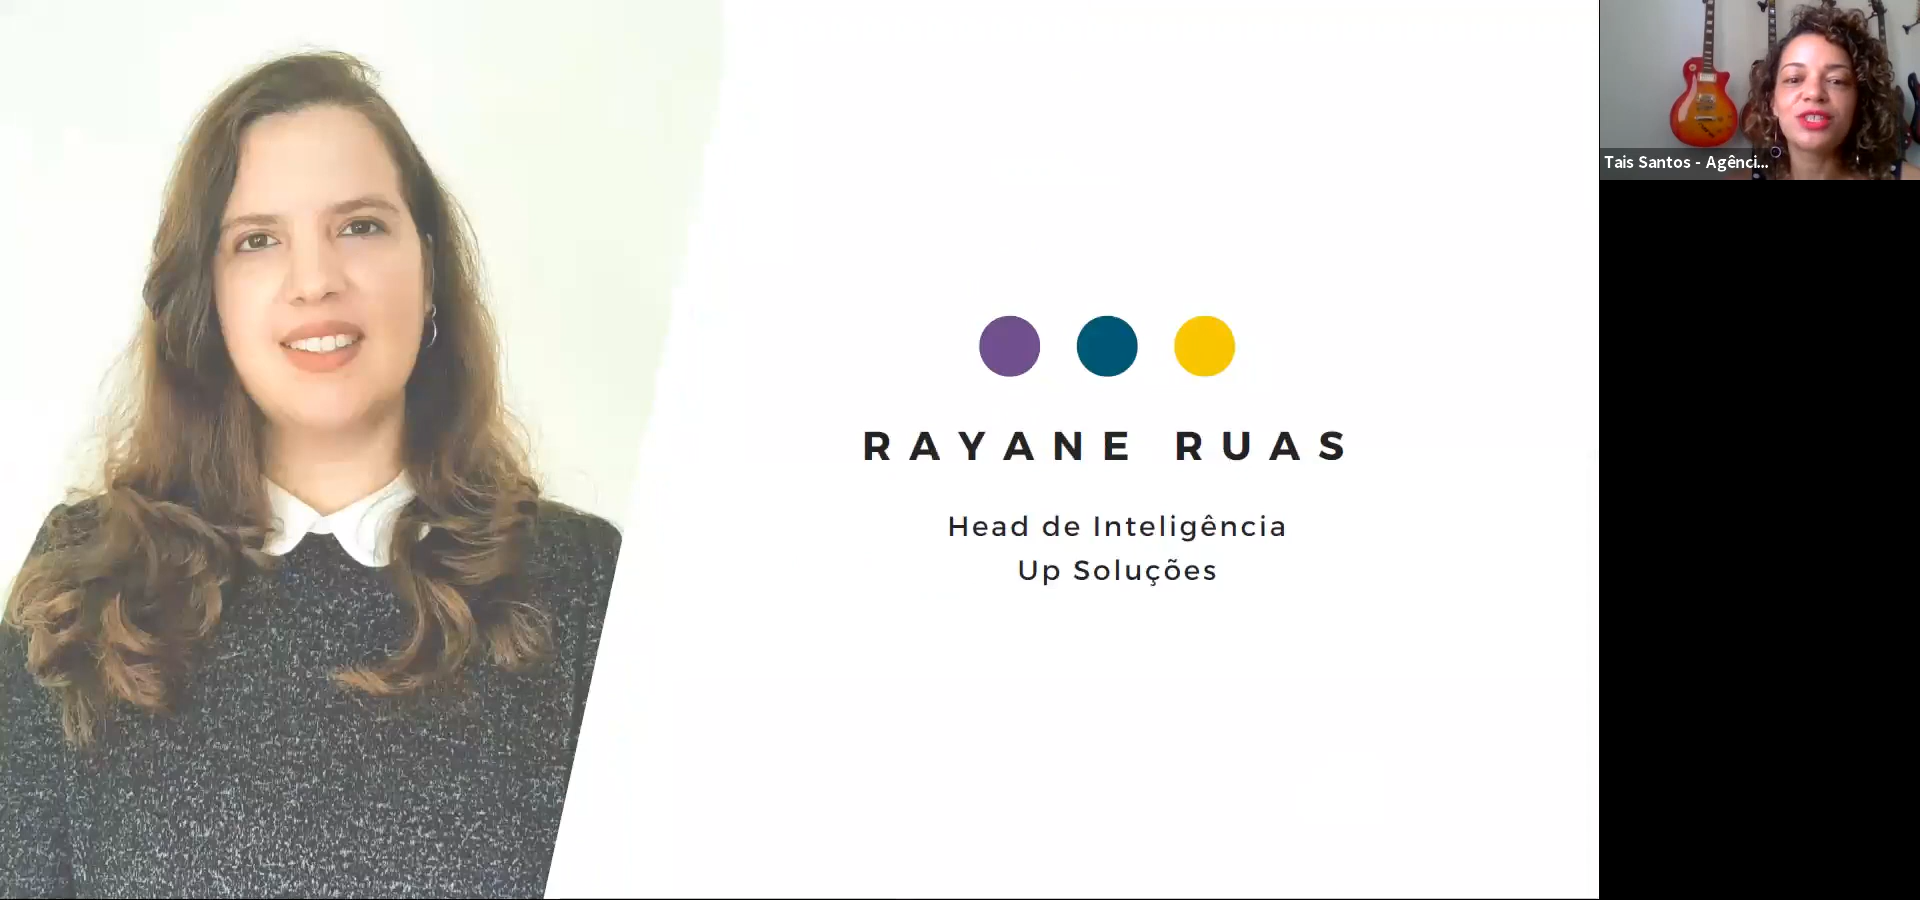 RAYANE RUAS
Head de Inteligência
Up Soluções
Tais Santos - Agênci...